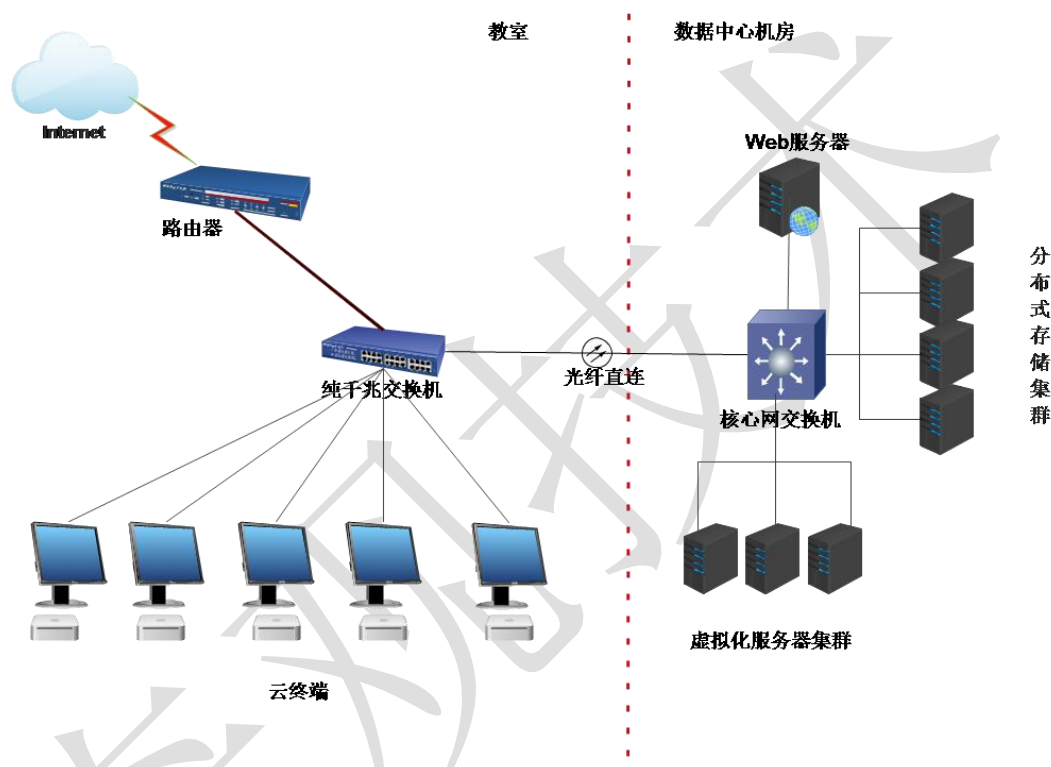 教室
数据中心机房
Internet
路由器
Web服务器
分布式存储集群
纯千兆交换机
光纤直连
核心网交换机
虚拟化服务器集群
云终端